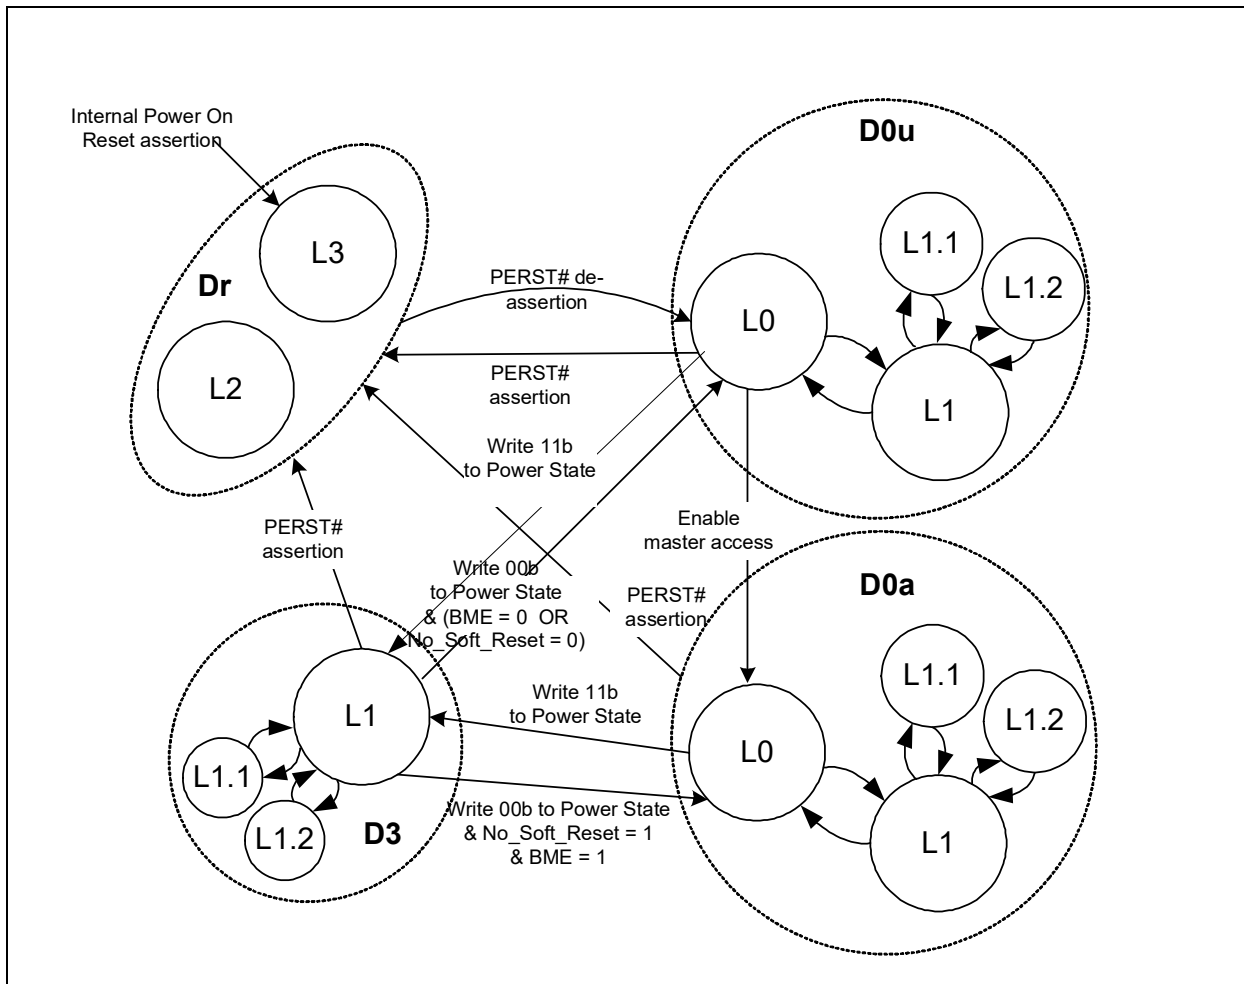 Internal Power On
Reset assertion
D0u
L1.1
L3
L1.2
Dr
PERST# de-
assertion
L0
L2
PERST#
assertion
L1
Write 11b
to Power State
Enable
master access
PERST#
assertion
Write 00b
to Power State
& (BME = 0 OR
No_Soft_Reset = 0)
PERST#
assertion
D0a
L1.1
L1.2
L1
Write 11b
to Power State
L0
L1.1
L1.2
D3
Write 00b to Power State
& No_Soft_Reset = 1
& BME = 1
L1